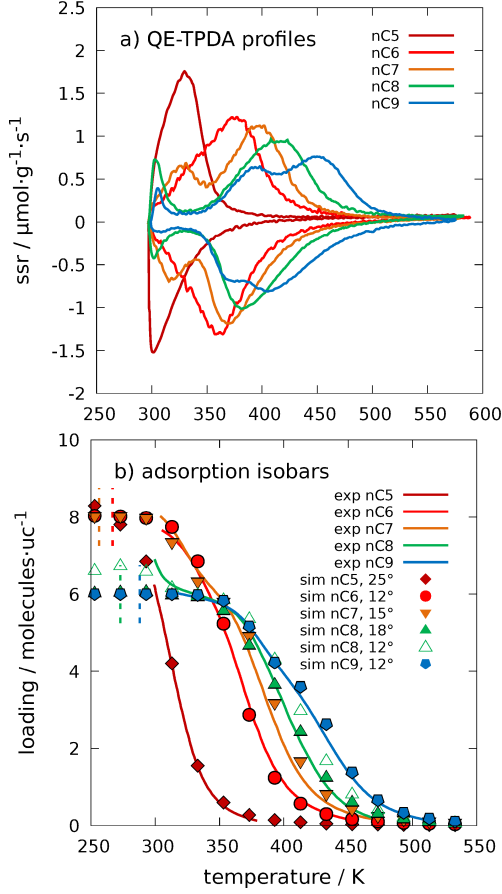 a) QE-TPDA profiles
nC5
nC6
nC7
nC8
nC9
ssr / μmol·g⁻¹·s⁻¹
2.5
2
1.5
1
0.5
0
-0.5
-1
-1.5
-2
250 300 350 400 450 500 550 600
b) adsorption isobars
exp nC5
exp nC6
exp nC7
exp nC8
exp nC9
sim nC5, 25°
sim nC6, 12°
sim nC7, 15°
sim nC8, 18°
sim nC8, 12°
sim nC9, 12°
loading / molecules·uc⁻¹
10
8
6
4
2
0
250 300 350 400 450 500 550
temperature / K